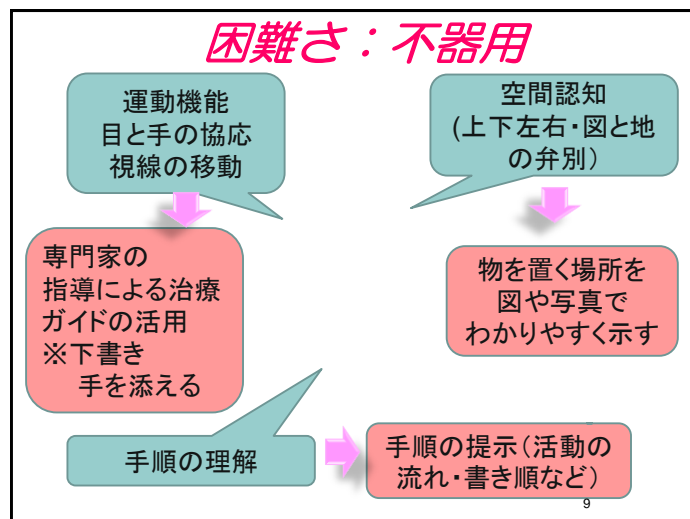 困難さ：不器用
運動機能
目と手の協応
視線の移動
空間認知
(上下左右・図と地
の弁別）
専門家の
指導による治療
ガイドの活用
※下書き
手を添える
物を置く場所を
図や写真で
わかりやすく示す
手順の理解
手順の提示（活動の
流れ・書き順など）
9